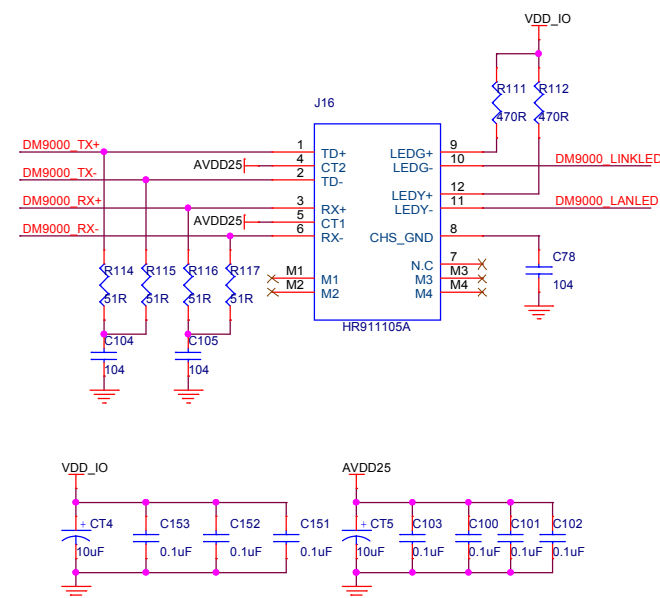 VDD_IO
R111
R112
470R
470R
J16
DM9000_TX+
1
TD+
LEDG+
9
AVDD25
4
CT2
LEDG-
10
DM9000_LINKLED
DM9000_TX-
2
TD-
LEDY+
12
DM9000_RX+
3
RX+
LEDY-
11
DM9000_LANLED
AVDD25
5
CT1
DM9000_RX-
6
RX-
CHS_GND
8
C78
104
N.C
7
R114
R115
R116
R117
51R
51R
51R
51R
M1
M1
M3
M3
M2
M2
M4
M4
HR911105A
C104
104
C105
104
VDD_IO
AVDD25
+ CT4
C153
C152
C151
+ CT5
C103
C100
C101
C102
10uF
0.1uF
0.1uF
0.1uF
10uF
0.1uF
0.1uF
0.1uF
0.1uF